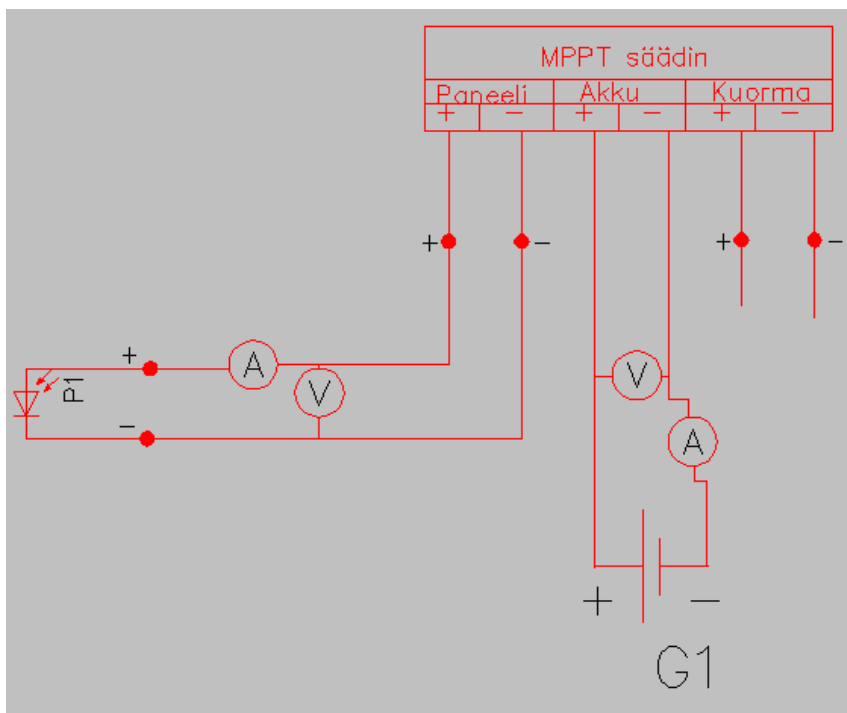 MPPT säädin
Paneeli Akku Kuorma
+ − + − + −
+ − + −
+ A V
P1
−
V
A
+ −
G1